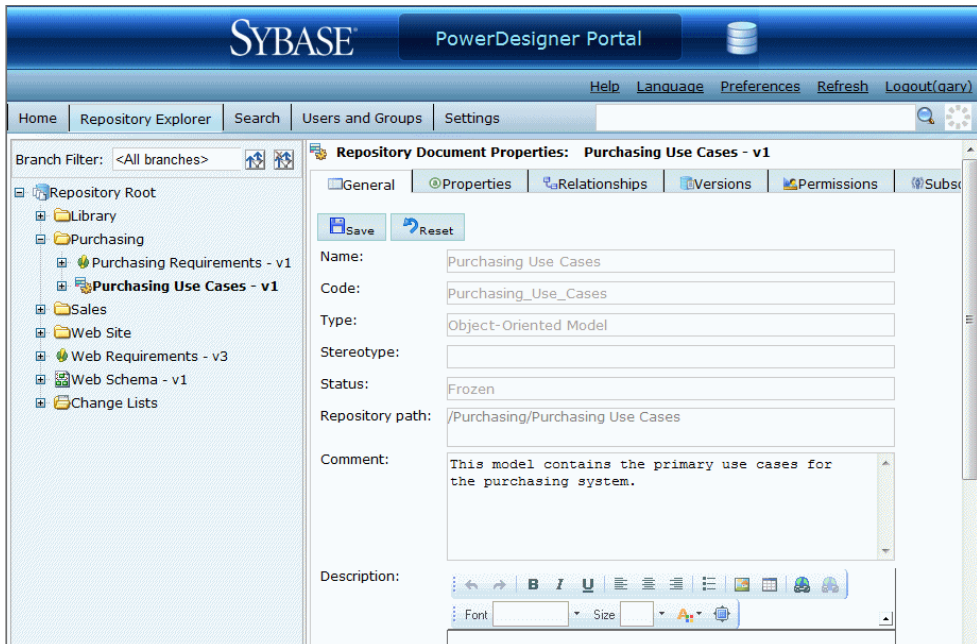 SYBASE® PowerDesigner Portal
Help Language Preferences Refresh Logout(gary)
Home Repository Explorer Search Users and Groups Settings
Branch Filter: <All branches>
Repository Root
Library
Purchasing
Purchasing Requirements - v1
Purchasing Use Cases - v1
Sales
Web Site
Web Requirements - v3
Web Schema - v1
Change Lists
Repository Document Properties: Purchasing Use Cases - v1
General Properties Relationships Versions Permissions Subsc
Save Reset
Name: Purchasing Use Cases
Code: Purchasing_Use_Cases
Type: Object-Oriented Model
Stereotype:
Status: Frozen
Repository path: /Purchasing/Purchasing Use Cases
Comment: This model contains the primary use cases for
the purchasing system.
Description:
B I U
Font Size A